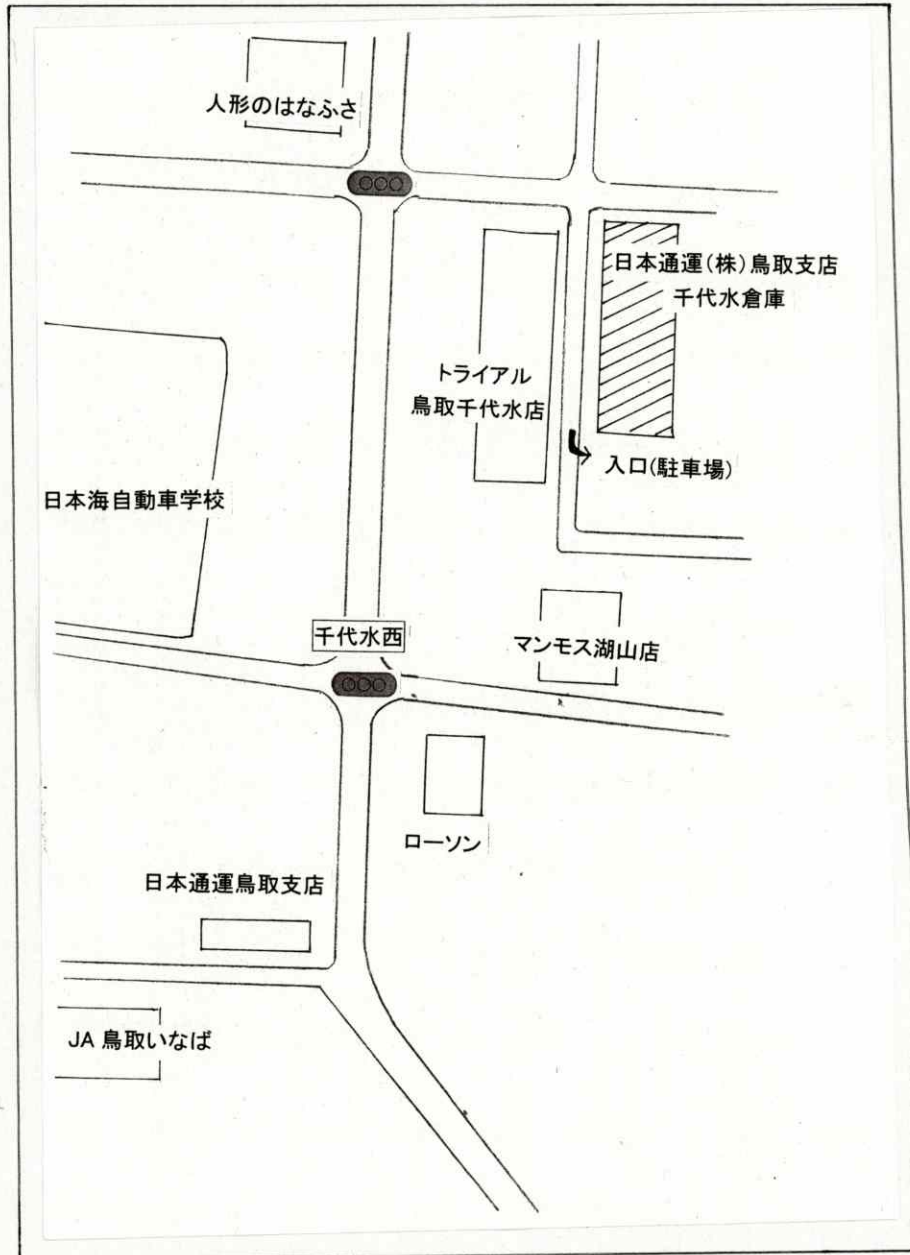 人形のはなふさ
日本通運(株)鳥取支店
千代水倉庫
トライアル
鳥取千代水店
入口(駐車場)
日本海自動車学校
千代水西
マンモス湖山店
ローソン
日本通運鳥取支店
JA 鳥取いなば